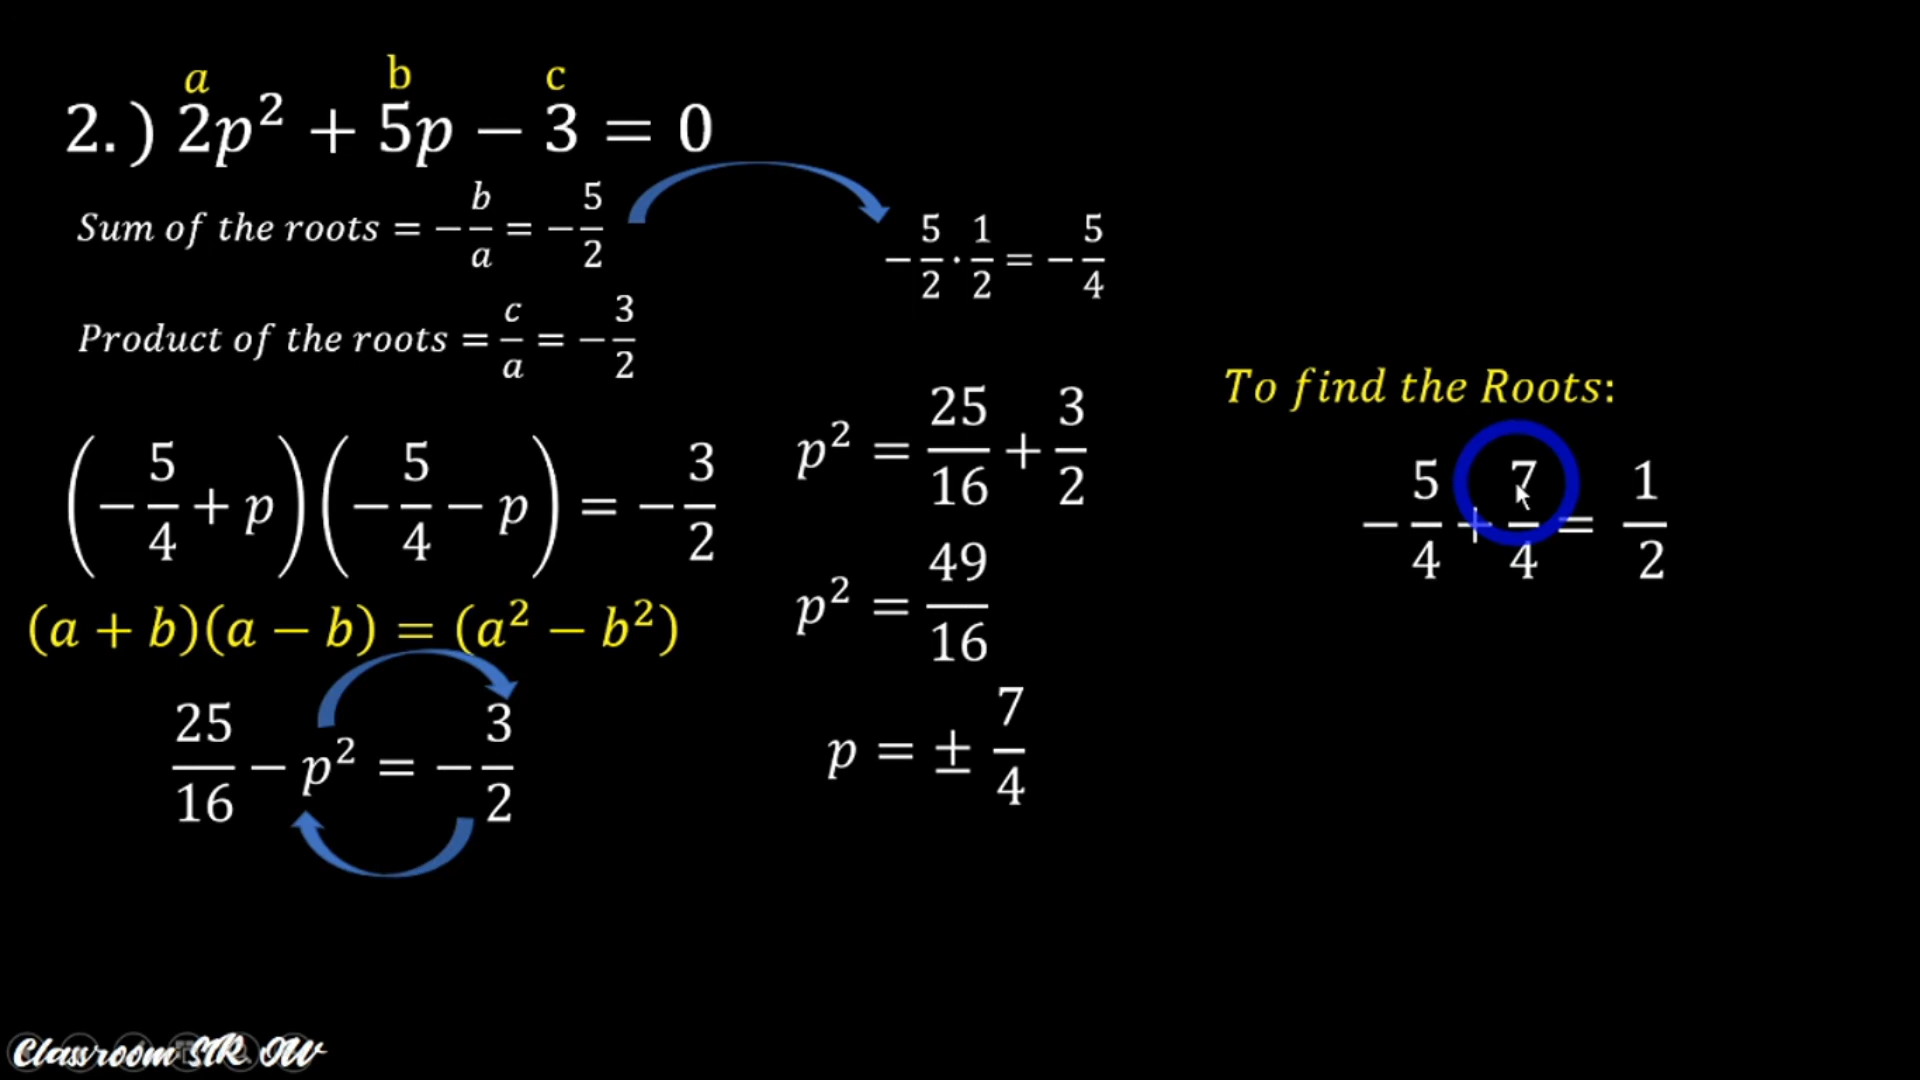 a b c
2.) 2p² + 5p − 3 = 0
Sum of the roots = −b/a = −5/2
Product of the roots = c/a = −3/2
(−5/4 + p)(−5/4 − p) = −3/2
(a + b)(a − b) = (a² − b²)
25/16 − p² = −3/2
−5/2 · 1/2 = −5/4
p² = 25/16 + 3/2
p² = 49/16
p = ± 7/4
To find the Roots:
−5/4 + 7/4 = 1/2
Classroom STR OW